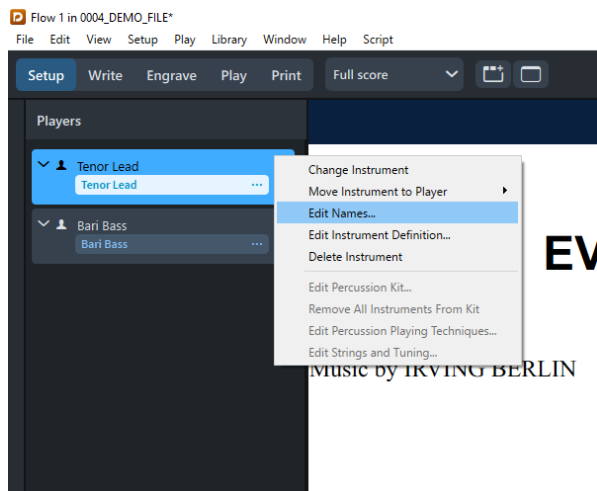 Flow 1 in 0004_DEMO_FILE*
File Edit View Setup Play Library Window Help Script
Setup Write Engrave Play Print Full score
Players
Tenor Lead
Tenor Lead ...
Bari Bass
Bari Bass ...
Change Instrument
Move Instrument to Player
Edit Names...
Edit Instrument Definition...
Delete Instrument
Edit Percussion Kit...
Remove All Instruments From Kit
Edit Percussion Playing Techniques...
Edit Strings and Tuning...
EV
Music by IRVING BERLIN